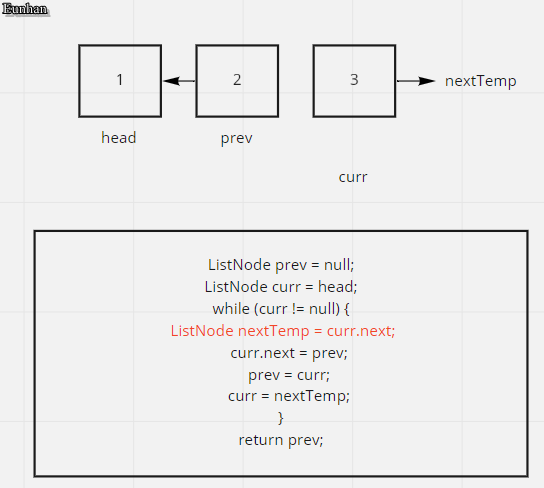 Eunhan
1
2
3
nextTemp
head
prev
curr
ListNode prev = null;
ListNode curr = head;
while (curr != null) {
ListNode nextTemp = curr.next;
curr.next = prev;
prev = curr;
curr = nextTemp;
}
return prev;